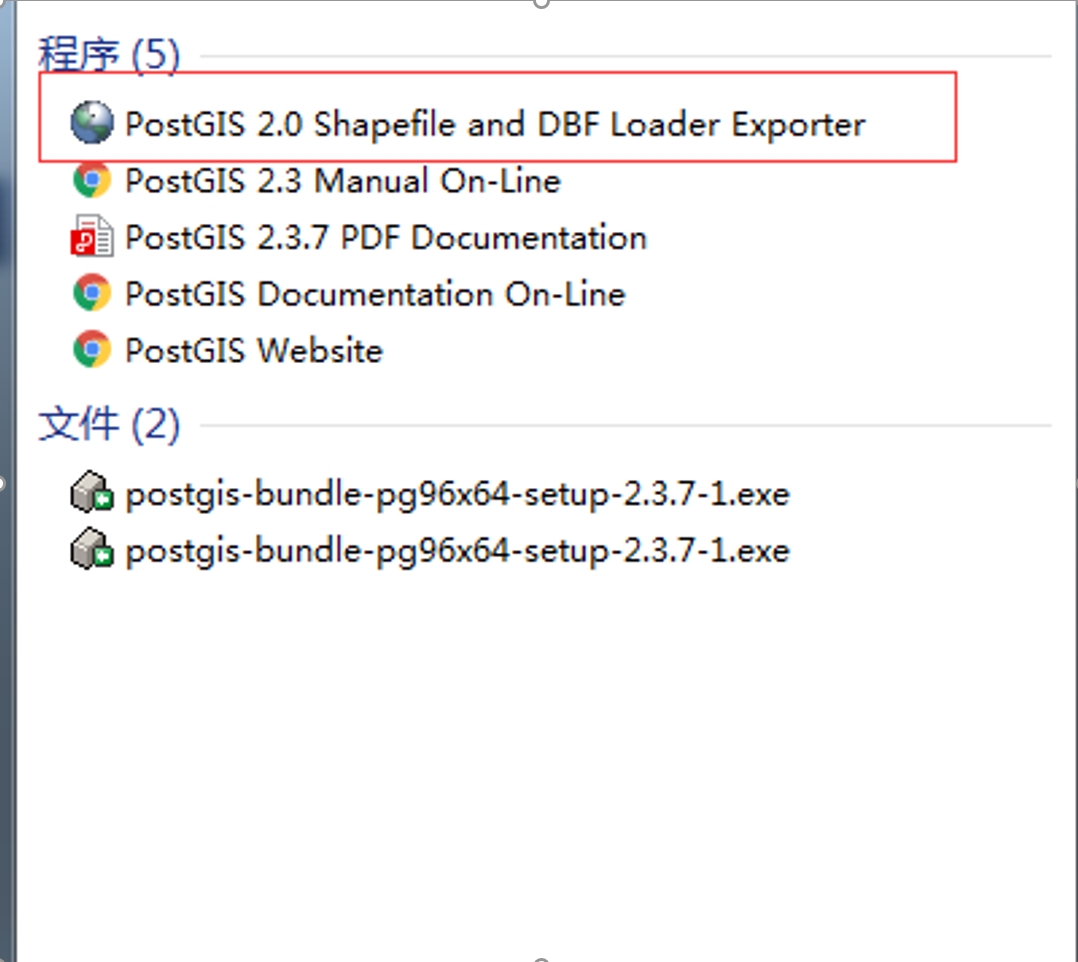 程序 (5)
PostGIS 2.0 Shapefile and DBF Loader Exporter
PostGIS 2.3 Manual On-Line
PostGIS 2.3.7 PDF Documentation
PostGIS Documentation On-Line
PostGIS Website
文件 (2)
postgis-bundle-pg96x64-setup-2.3.7-1.exe
postgis-bundle-pg96x64-setup-2.3.7-1.exe